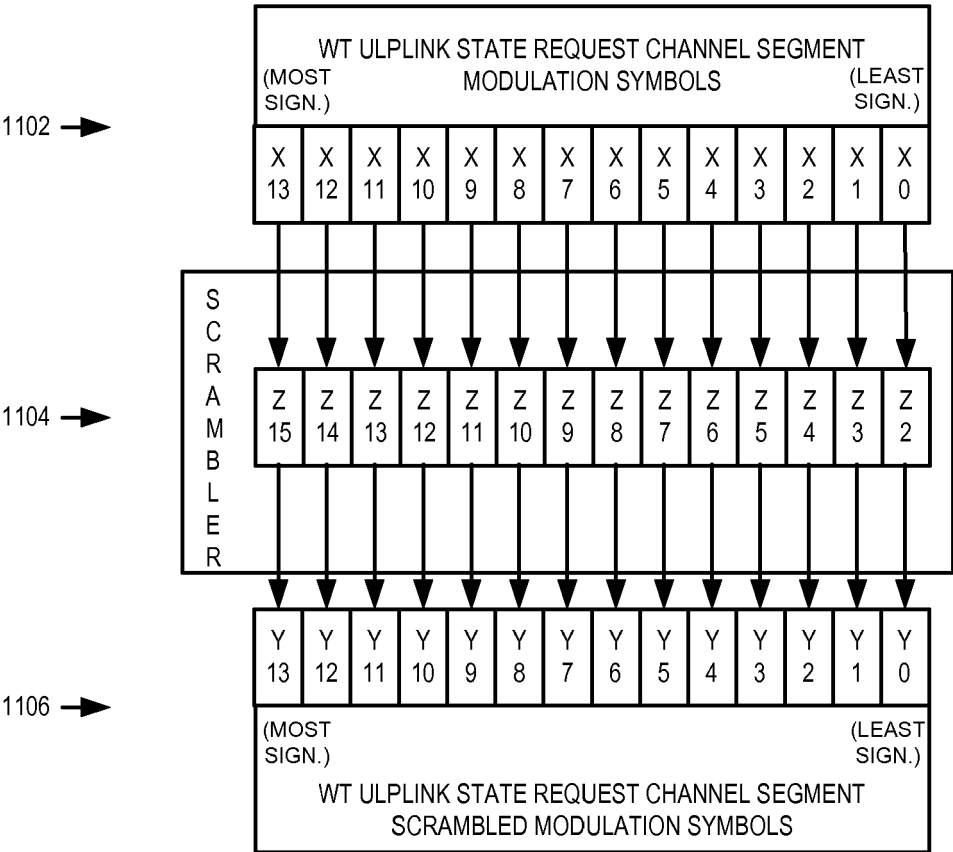 WT ULPLINK STATE REQUEST CHANNEL SEGMENT
MODULATION SYMBOLS
(MOST SIGN.)
(LEAST SIGN.)
1102
X X X X X X X X X X X X X X
13 12 11 10 9 8 7 6 5 4 3 2 1 0
SCRAMBLER
1104
Z Z Z Z Z Z Z Z Z Z Z Z Z Z
15 14 13 12 11 10 9 8 7 6 5 4 3 2
Y Y Y Y Y Y Y Y Y Y Y Y Y Y
13 12 11 10 9 8 7 6 5 4 3 2 1 0
1106
(MOST SIGN.)
(LEAST SIGN.)
WT ULPLINK STATE REQUEST CHANNEL SEGMENT
SCRAMBLED MODULATION SYMBOLS